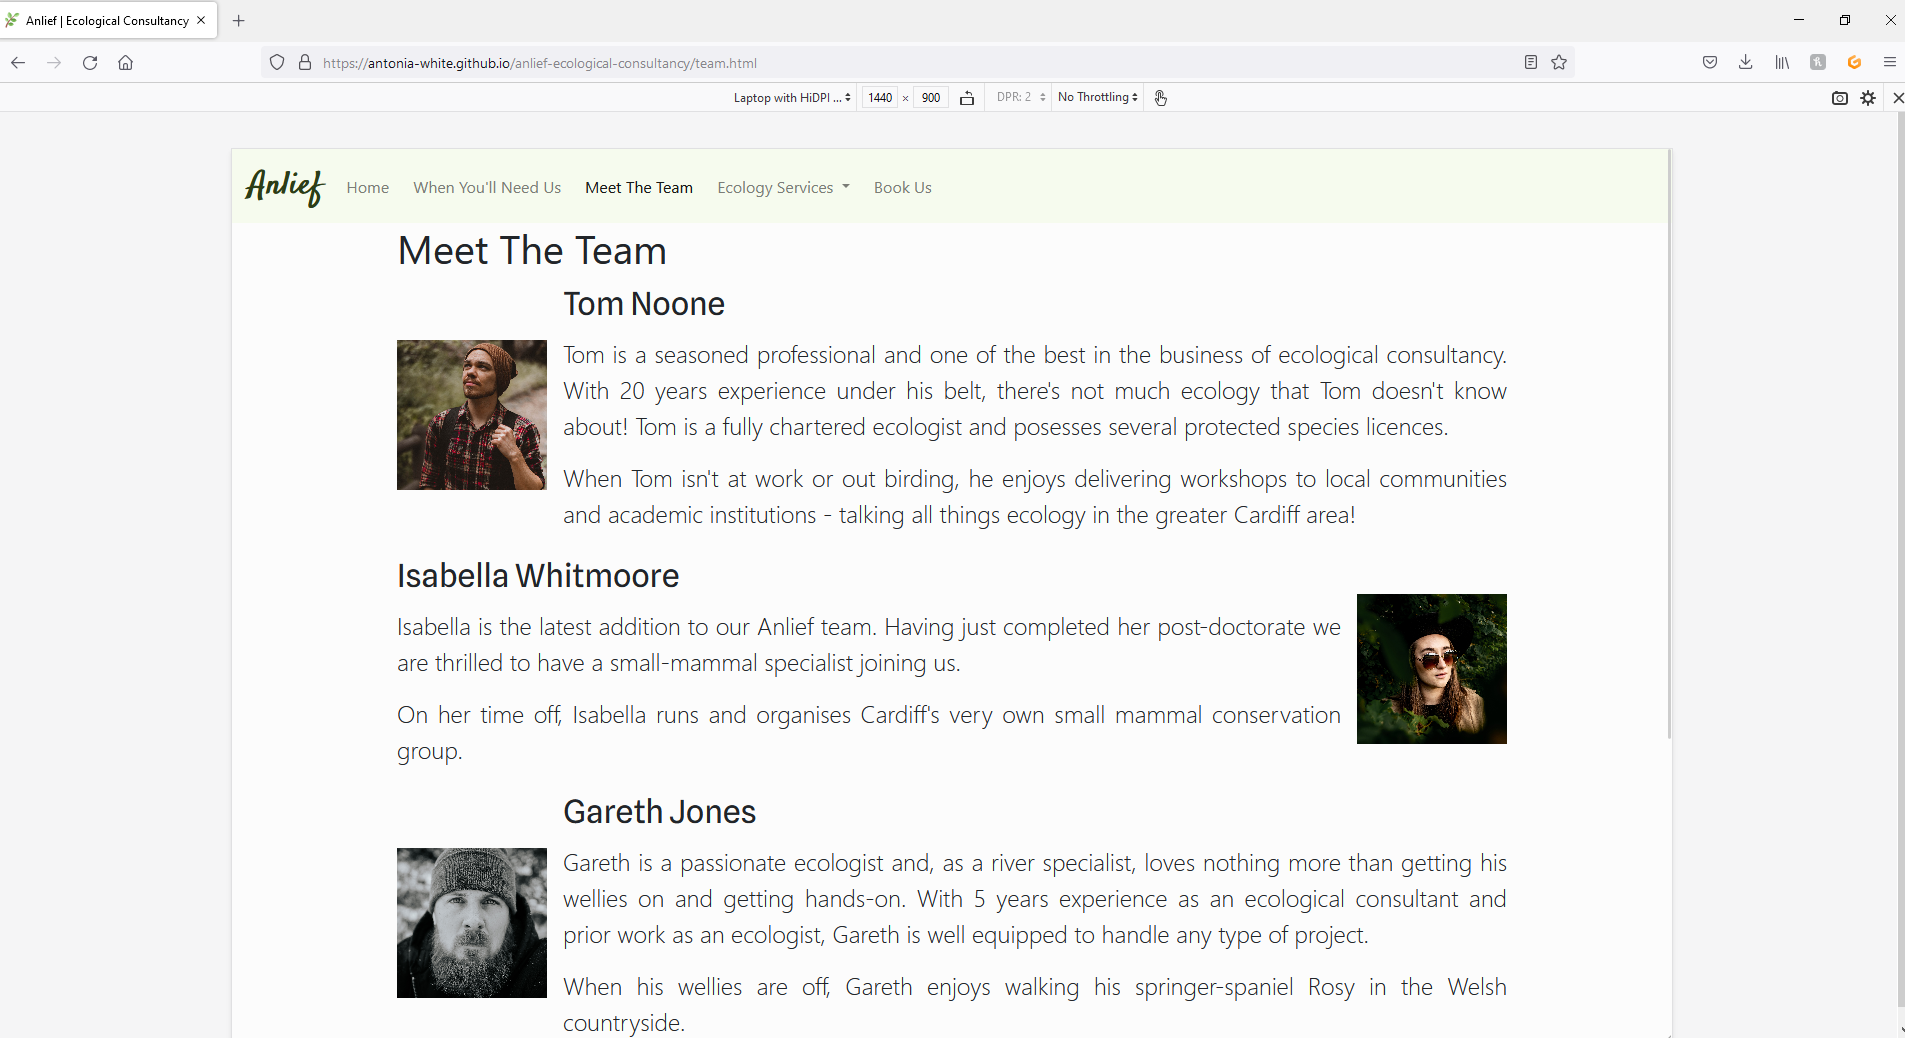 Anlief | Ecological Consultancy
https://antonia-white.github.io/anlief-ecological-consultancy/team.html
Laptop with HiDPI ... 1440 × 900 DPR: 2 No Throttling
Anlief Home When You'll Need Us Meet The Team Ecology Services Book Us
Meet The Team
Tom Noone
Tom is a seasoned professional and one of the best in the business of ecological consultancy.
With 20 years experience under his belt, there's not much ecology that Tom doesn't know
about! Tom is a fully chartered ecologist and posesses several protected species licences.
When Tom isn't at work or out birding, he enjoys delivering workshops to local communities
and academic institutions - talking all things ecology in the greater Cardiff area!
Isabella Whitmoore
Isabella is the latest addition to our Anlief team. Having just completed her post-doctorate we
are thrilled to have a small-mammal specialist joining us.
On her time off, Isabella runs and organises Cardiff's very own small mammal conservation
group.
Gareth Jones
Gareth is a passionate ecologist and, as a river specialist, loves nothing more than getting his
wellies on and getting hands-on. With 5 years experience as an ecological consultant and
prior work as an ecologist, Gareth is well equipped to handle any type of project.
When his wellies are off, Gareth enjoys walking his springer-spaniel Rosy in the Welsh
countryside.